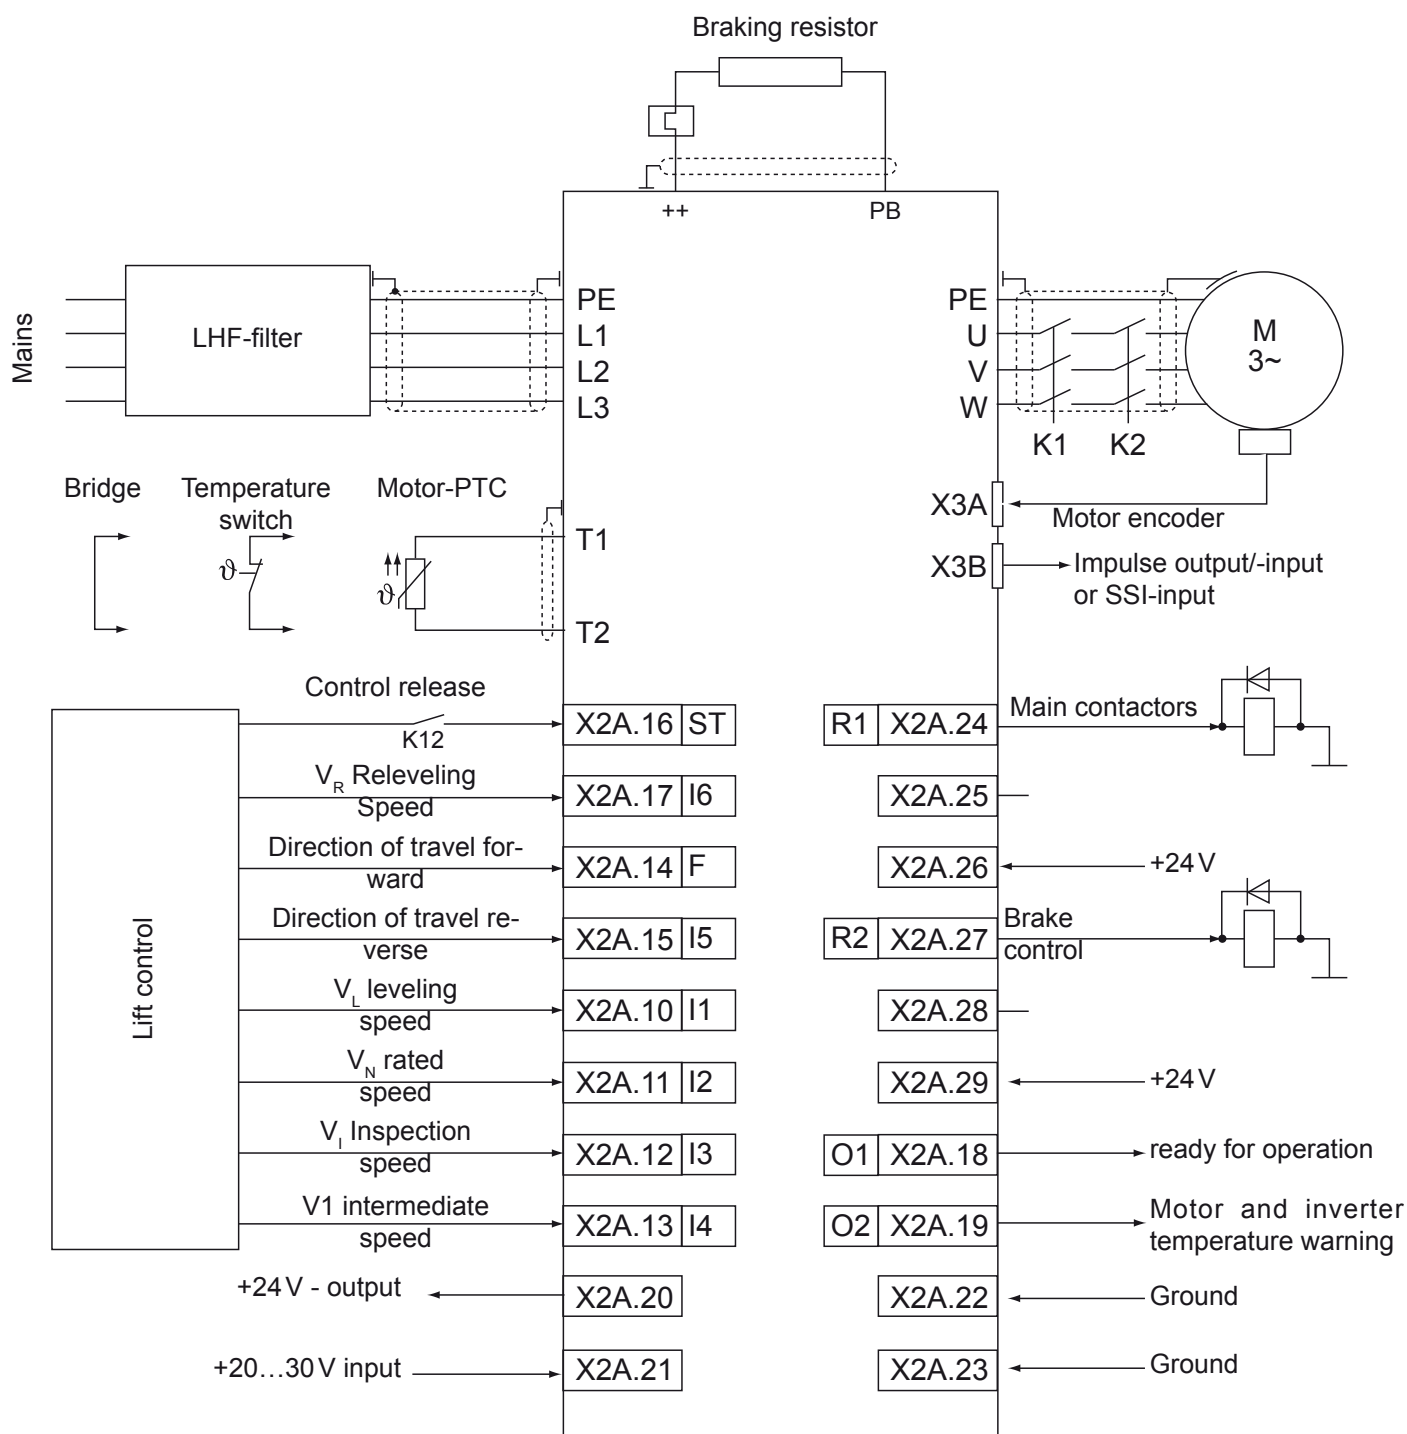 Braking resistor
++
PB
Mains
LHF-filter
PE
L1
L2
L3
PE
U
V
W
K1
K2
M
3~
Bridge
Temperature
switch
Motor-PTC
ϑ
ϑ
T1
T2
X3A
Motor encoder
X3B
Impulse output/-input
or SSI-input
Lift control
Control release
K12
X2A.16 ST
R1 X2A.24
Main contactors
VR Releveling
Speed
X2A.17 I6
X2A.25
Direction of travel for-
ward
X2A.14 F
X2A.26
+24 V
Direction of travel re-
verse
X2A.15 I5
R2 X2A.27
Brake
control
VL leveling
speed
X2A.10 I1
X2A.28
VN rated
speed
X2A.11 I2
X2A.29
+24 V
VI Inspection
speed
X2A.12 I3
O1 X2A.18
ready for operation
V1 intermediate
speed
X2A.13 I4
O2 X2A.19
Motor and inverter
temperature warning
+24 V - output
X2A.20
X2A.22
Ground
+20…30 V input
X2A.21
X2A.23
Ground